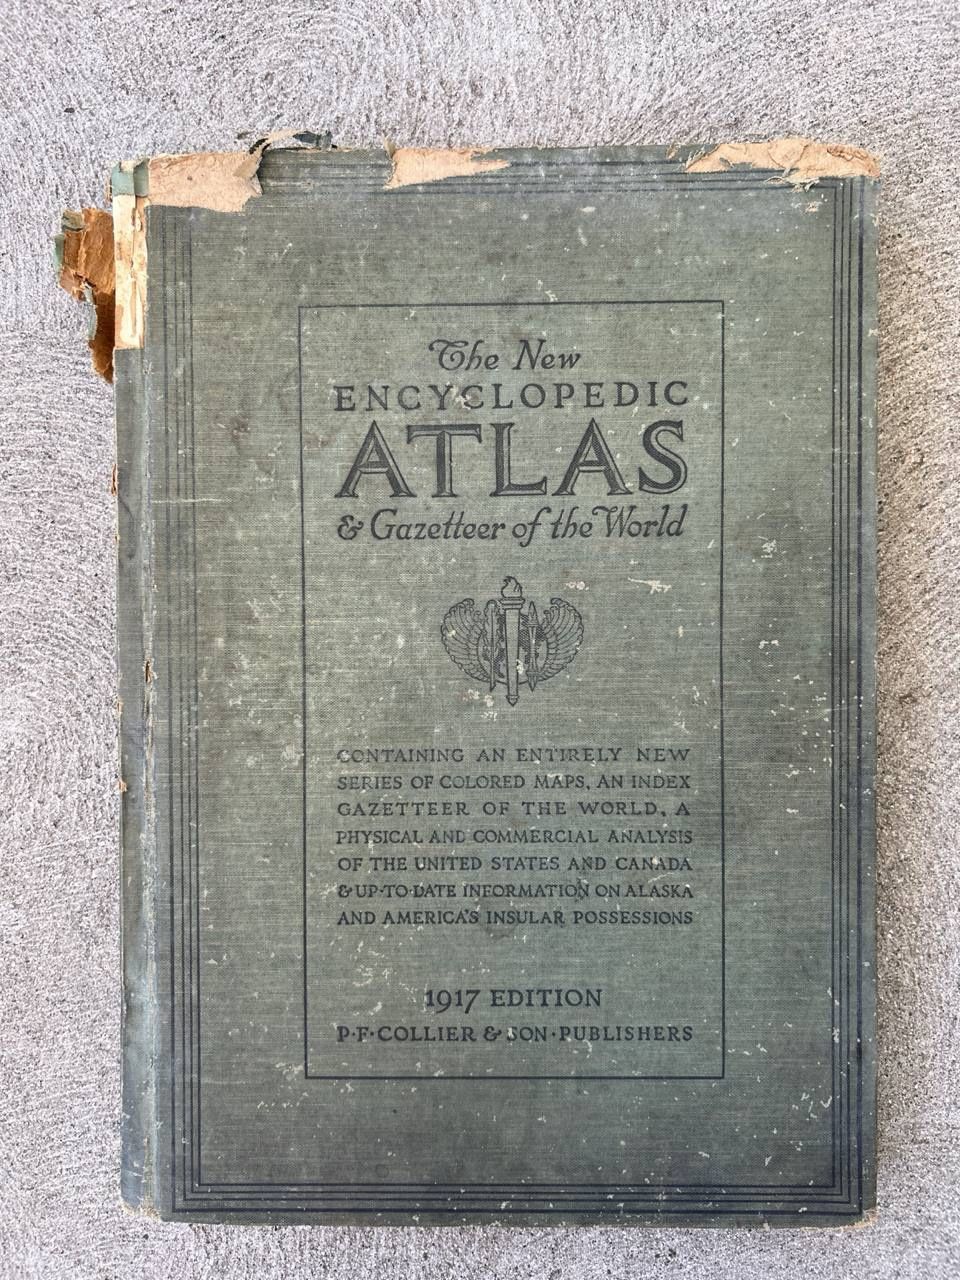 The New
ENCYCLOPEDIC
ATLAS
& Gazetteer of the World
CONTAINING AN ENTIRELY NEW
SERIES OF COLORED MAPS, AN INDEX
GAZETTEER OF THE WORLD, A
PHYSICAL AND COMMERCIAL ANALYSIS
OF THE UNITED STATES AND CANADA
& UP-TO-DATE INFORMATION ON ALASKA
AND AMERICA'S INSULAR POSSESSIONS
1917 EDITION
P·F·COLLIER & SON·PUBLISHERS